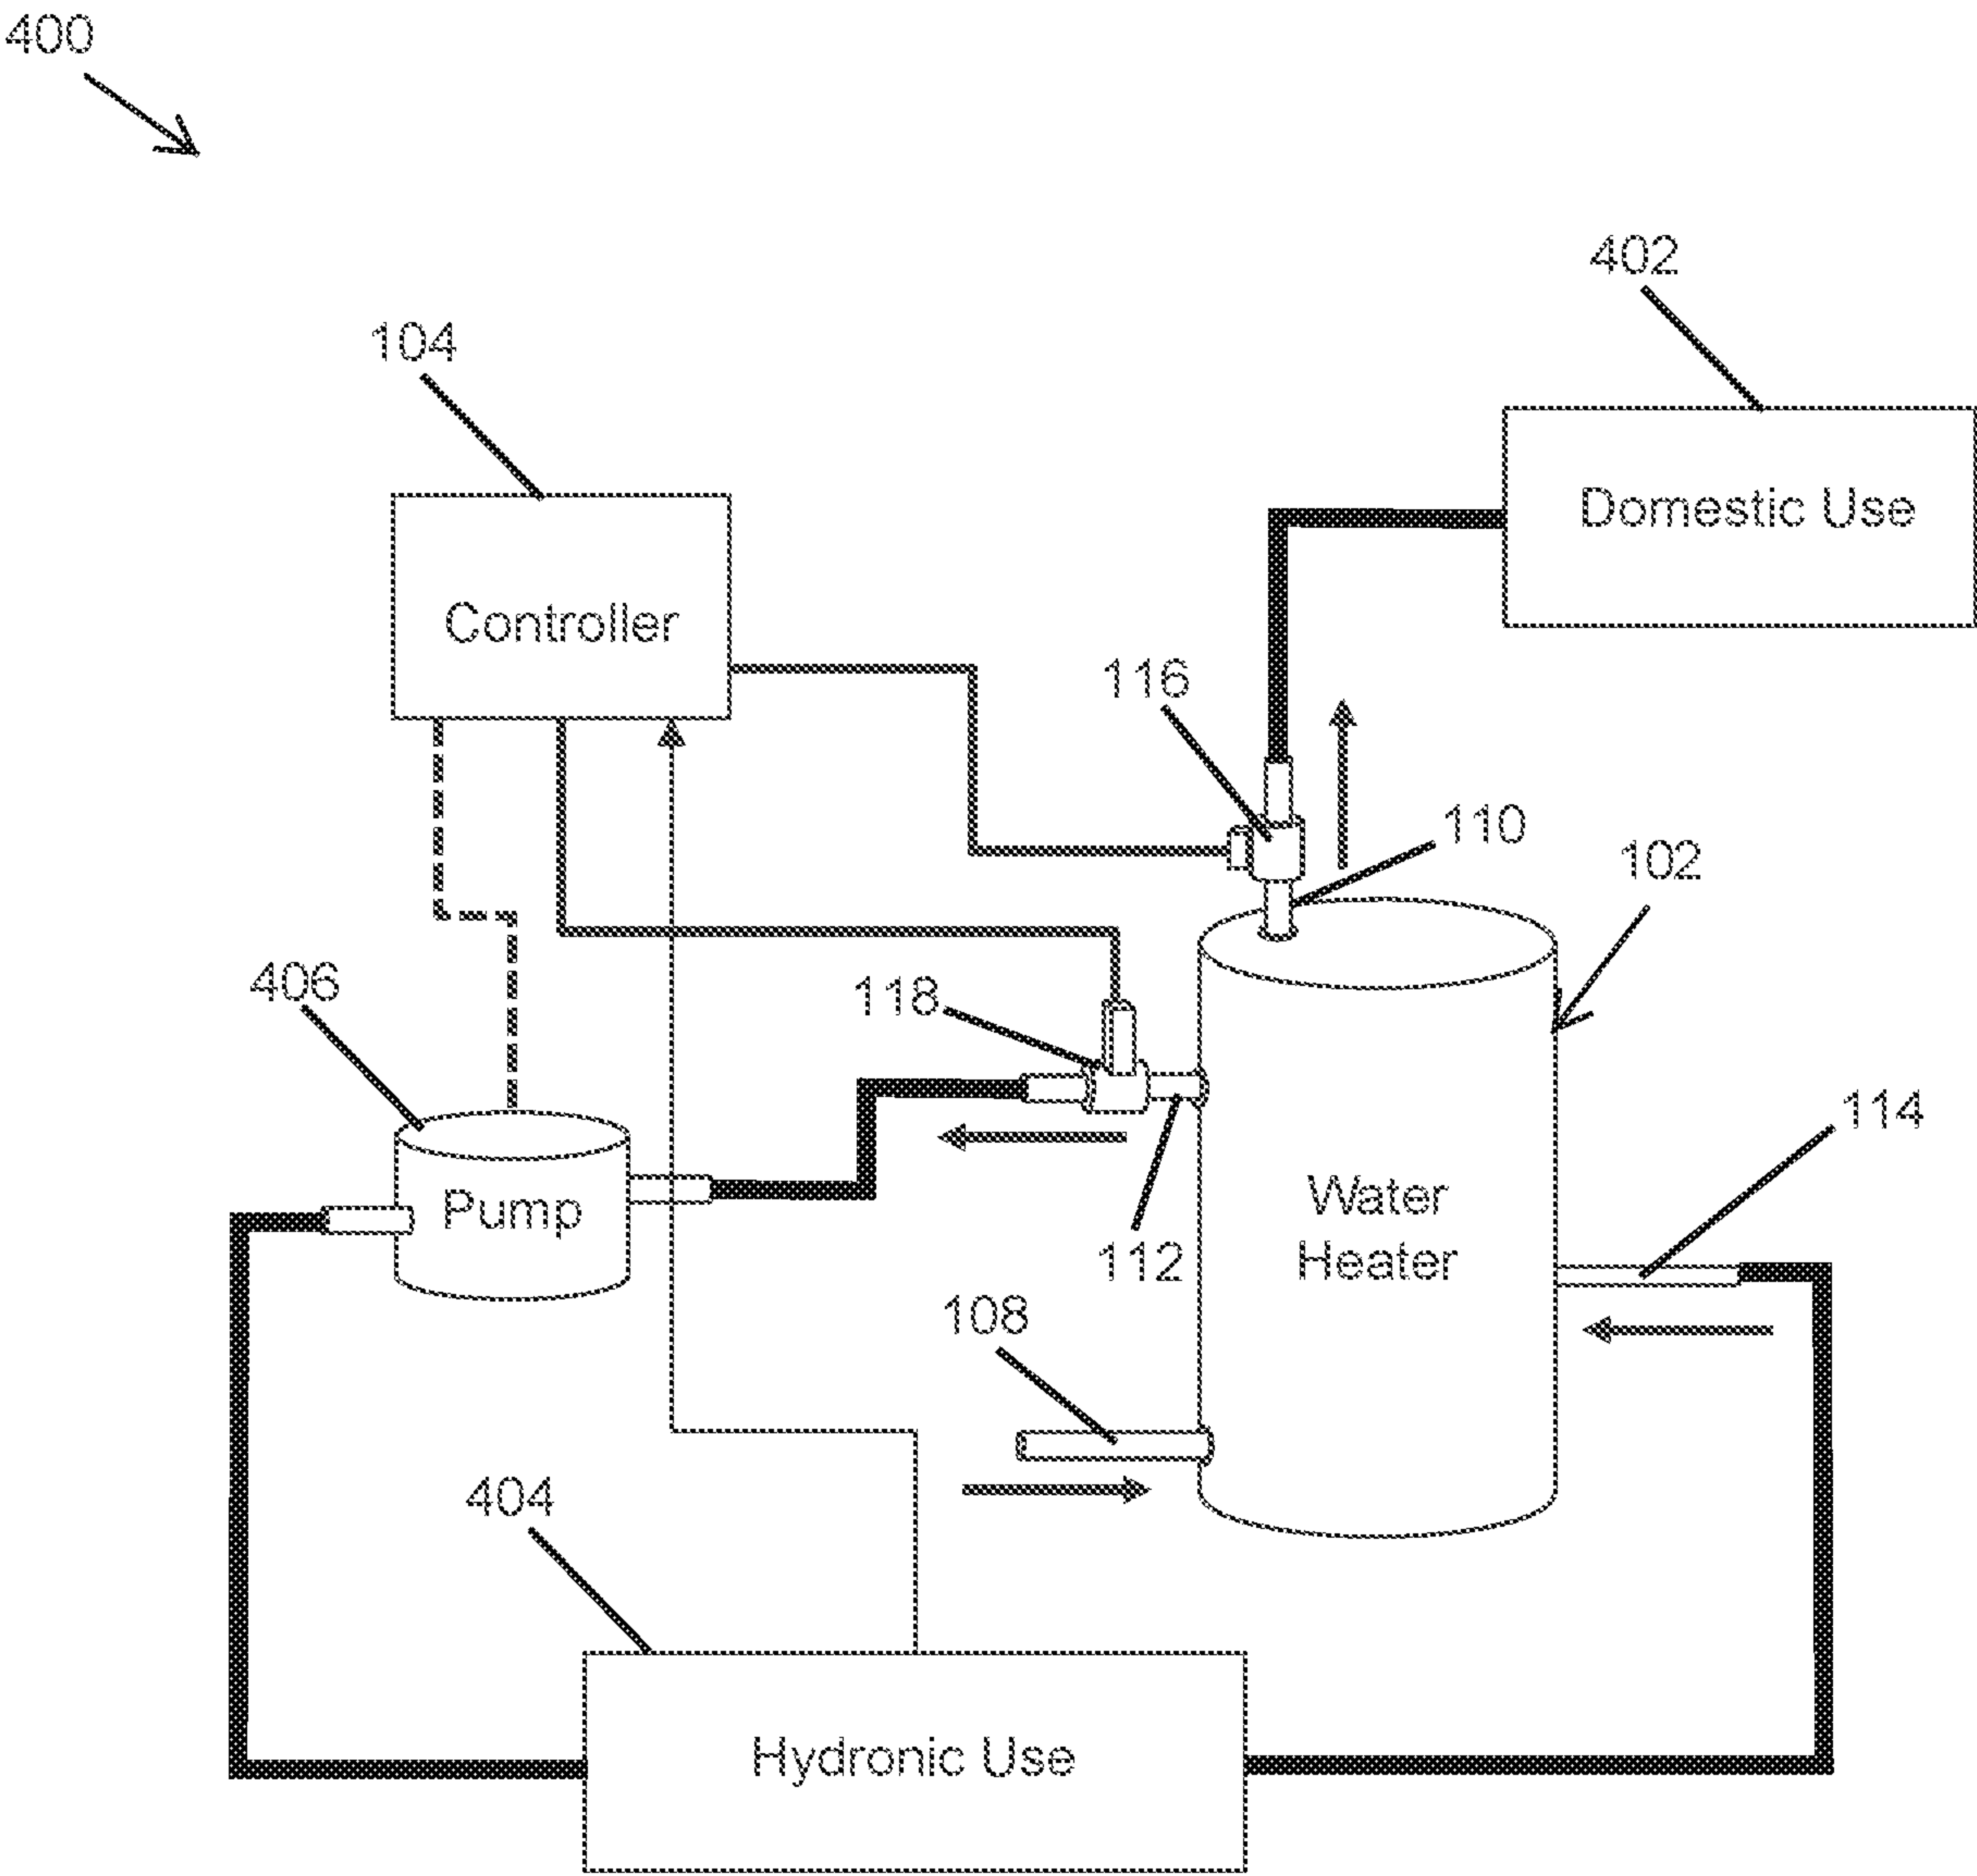 400
402
104
Domestic Use
Controller
116
110
102
406
118
114
Pump
112
Water
Heater
108
404
Hydronic Use